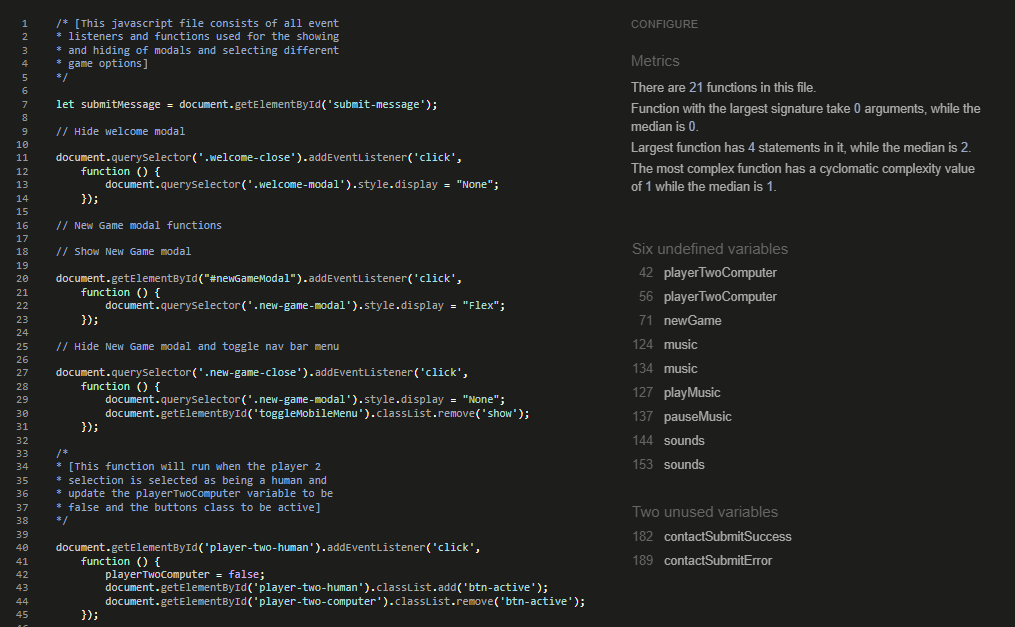 1 /* [This javascript file consists of all event
2 * listeners and functions used for the showing
3 * and hiding of modals and selecting different
4 * game options]
5 */
6
7 let submitMessage = document.getElementById('submit-message');
8
9 // Hide welcome modal
10
11 document.querySelector('.welcome-close').addEventListener('click',
12 function () {
13 document.querySelector('.welcome-modal').style.display = "None";
14 });
15
16 // New Game modal functions
17
18 // Show New Game modal
19
20 document.getElementById("#newGameModal").addEventListener('click',
21 function () {
22 document.querySelector('.new-game-modal').style.display = "Flex";
23 });
24
25 // Hide New Game modal and toggle nav bar menu
26
27 document.querySelector('.new-game-close').addEventListener('click',
28 function () {
29 document.querySelector('.new-game-modal').style.display = "None";
30 document.getElementById('toggleMobileMenu').classList.remove('show');
31 });
32
33 /*
34 * [This function will run when the player 2
35 * selection is selected as being a human and
36 * update the playerTwoComputer variable to be
37 * false and the buttons class to be active]
38 */
39
40 document.getElementById('player-two-human').addEventListener('click',
41 function () {
42 playerTwoComputer = false;
43 document.getElementById('player-two-human').classList.add('btn-active');
44 document.getElementById('player-two-computer').classList.remove('btn-active');
45 });
CONFIGURE
Metrics
There are 21 functions in this file.
Function with the largest signature take 0 arguments, while the
median is 0.
Largest function has 4 statements in it, while the median is 2.
The most complex function has a cyclomatic complexity value
of 1 while the median is 1.
Six undefined variables
42 playerTwoComputer
56 playerTwoComputer
71 newGame
124 music
134 music
127 playMusic
137 pauseMusic
144 sounds
153 sounds
Two unused variables
182 contactSubmitSuccess
189 contactSubmitError